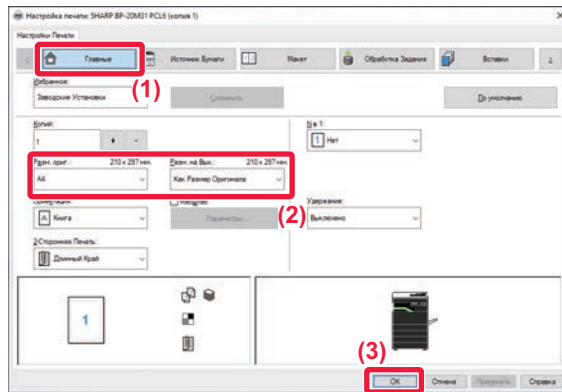 Настройка печати: SHARP BP-20M31 PCL6 (копия 1)
Настройки Печати
Главные
Источник Бумаги
Макет
Обработка Задания
Вставки
(1)
Избранное:
Заводские Установки
Сохранить
По умолчанию
Копий:
1
+
-
N в 1:
1
Нет
Разм. ориг.:
210 x 297 мм.
Разм. на Вых.:
210 x 297 мм.
A4
Как Размер Оригинала
(2)
Ориентация:
A
Книга
Масштаб
Параметры...
Удержание:
Выключено
2-Сторонняя Печать:
Длинный Край
1
(3)
OK
Отмена
Применить
Справка